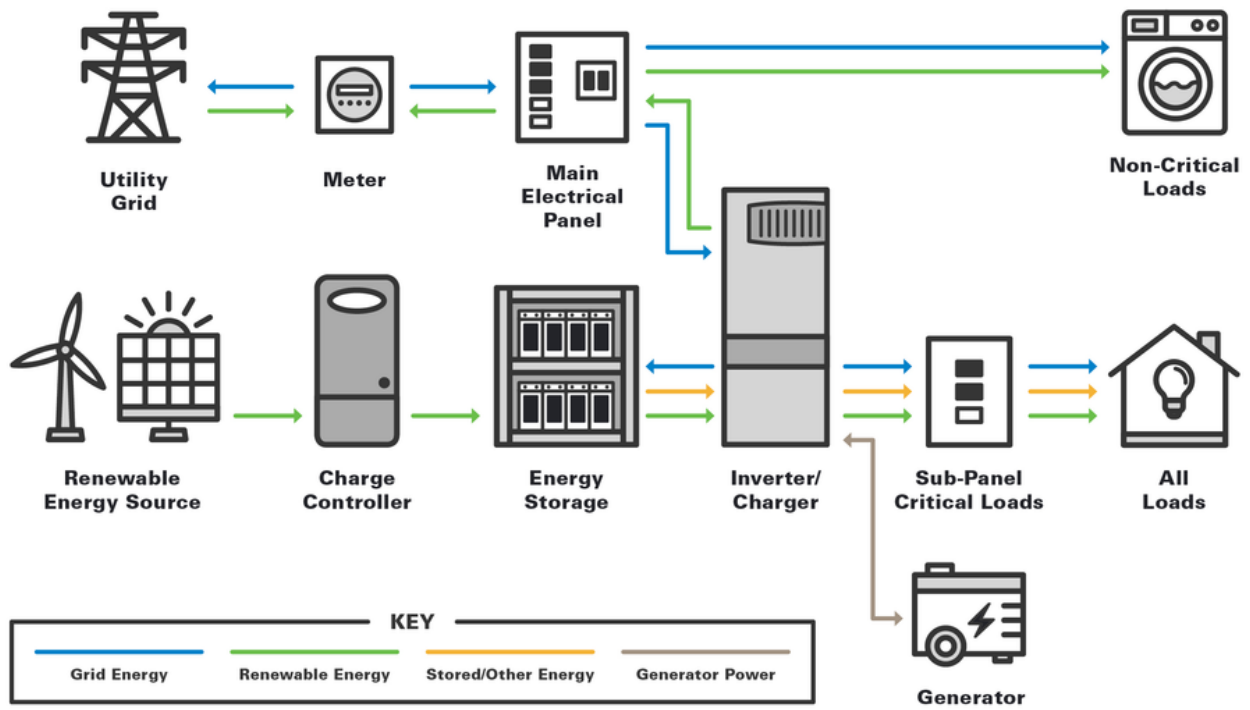 Utility
Grid
Meter
Main
Electrical
Panel
Non-Critical
Loads
Renewable
Energy Source
Charge
Controller
Energy
Storage
Inverter/
Charger
Sub-Panel
Critical Loads
All
Loads
Generator
KEY
Grid Energy
Renewable Energy
Stored/Other Energy
Generator Power